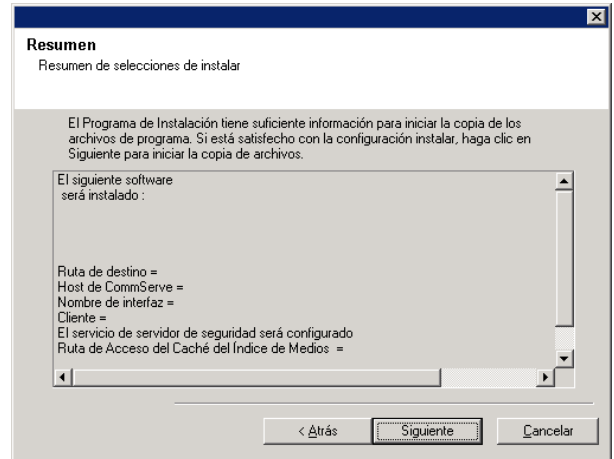 Resumen
Resumen de selecciones de instalar
El Programa de Instalación tiene suficiente información para iniciar la copia de los
archivos de programa. Si está satisfecho con la configuración instalar, haga clic en
Siguiente para iniciar la copia de archivos.
El siguiente software
será instalado :
Ruta de destino =
Host de CommServe =
Nombre de interfaz =
Cliente =
El servicio de servidor de seguridad será configurado
Ruta de Acceso del Caché del Índice de Medios =
< Atrás
Siguiente
Cancelar